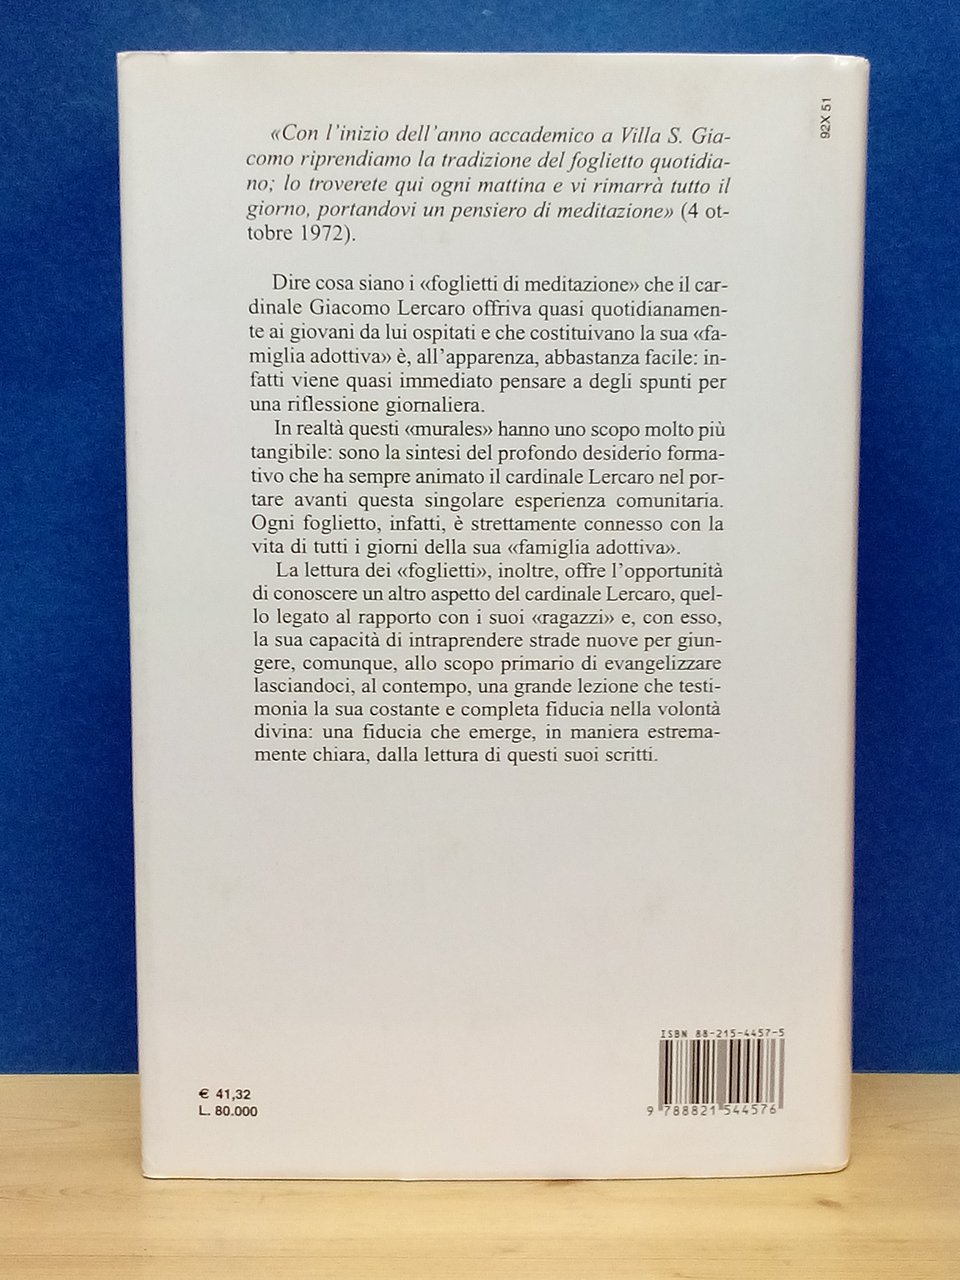 92X 51
«Con l'inizio dell'anno accademico a Villa S. Gia-
como riprendiamo la tradizione del foglietto quotidia-
no; lo troverete qui ogni mattina e vi rimarrà tutto il
giorno, portandovi un pensiero di meditazione» (4 ot-
tobre 1972).
Dire cosa siano i «foglietti di meditazione» che il car-
dinale Giacomo Lercaro offriva quasi quotidianamen-
te ai giovani da lui ospitati e che costituivano la sua «fa-
miglia adottiva» è, all'apparenza, abbastanza facile: in-
fatti viene quasi immediato pensare a degli spunti per
una riflessione giornaliera.
In realtà questi «murales» hanno uno scopo molto più
tangibile: sono la sintesi del profondo desiderio forma-
tivo che ha sempre animato il cardinale Lercaro nel por-
tare avanti questa singolare esperienza comunitaria.
Ogni foglietto, infatti, è strettamente connesso con la
vita di tutti i giorni della sua «famiglia adottiva».
La lettura dei «foglietti», inoltre, offre l'opportunità
di conoscere un altro aspetto del cardinale Lercaro, quel-
lo legato al rapporto con i suoi «ragazzi» e, con esso,
la sua capacità di intraprendere strade nuove per giun-
gere, comunque, allo scopo primario di evangelizzare
lasciandoci, al contempo, una grande lezione che testi-
monia la sua costante e completa fiducia nella volontà
divina: una fiducia che emerge, in maniera estrema-
mente chiara, dalla lettura di questi suoi scritti.
ISBN 88-215-4457-5
9 788821 544576
€ 41,32
L. 80.000